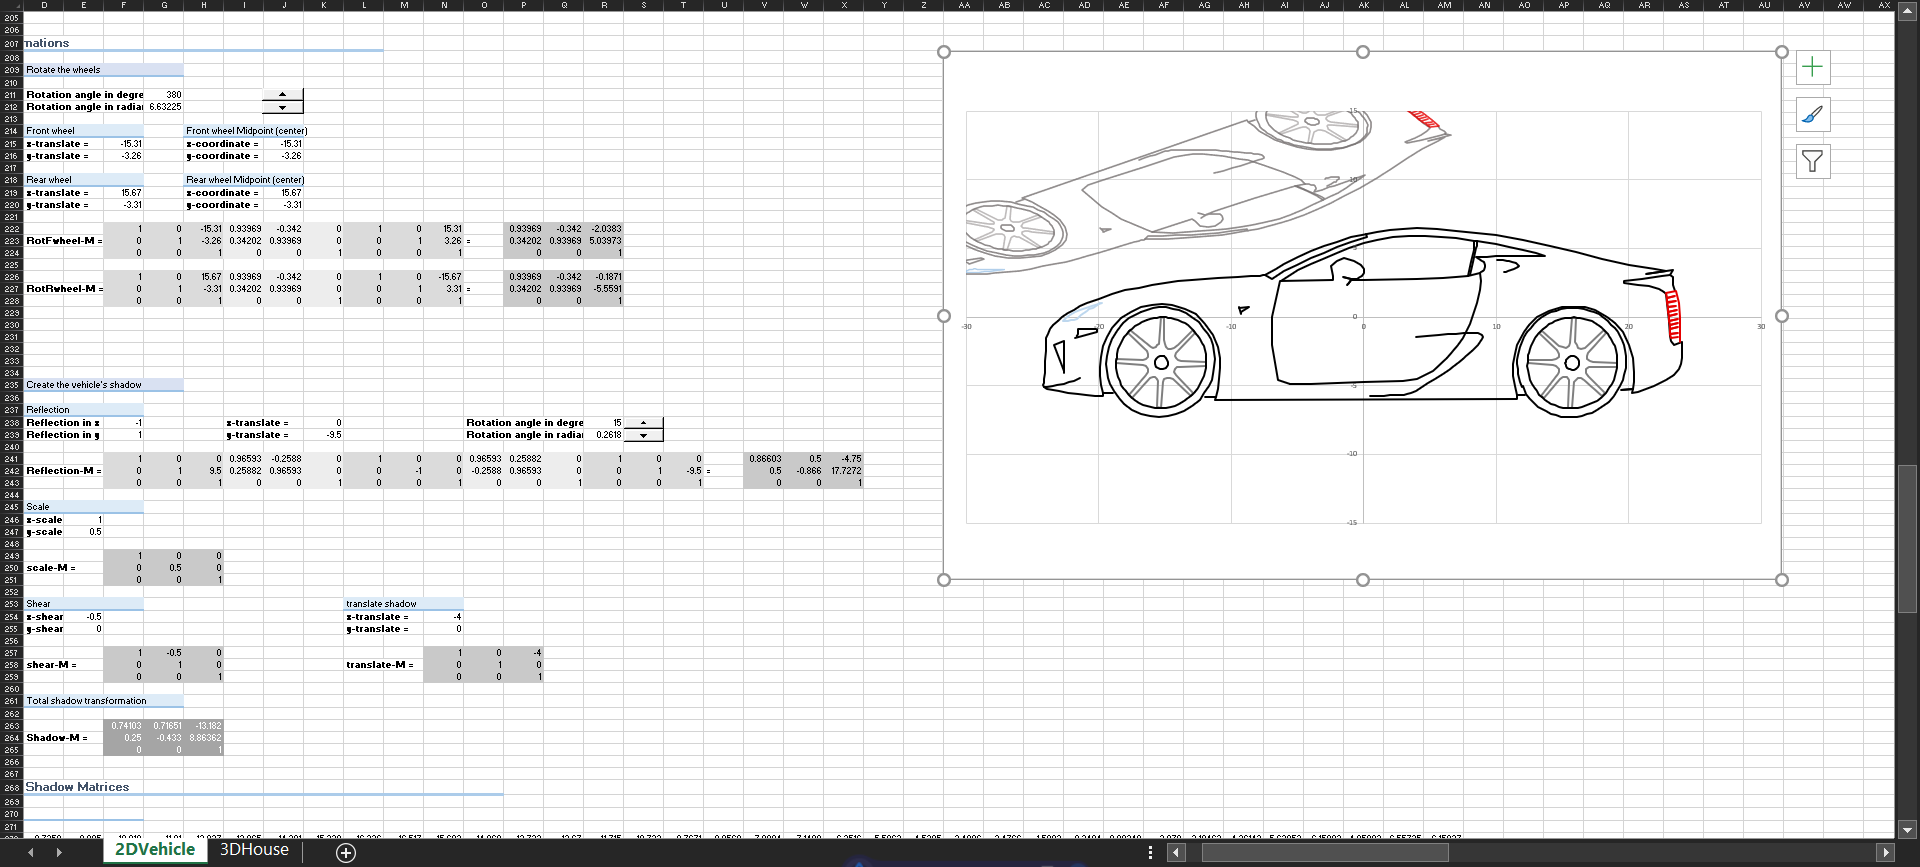 D E F G H I J K L M N O P Q R S T U V W X Y Z AA AB AC AD AE AF AG AH AI AJ AK AL AM AN AO AP AQ AR AS AT AU AV AW AX
205
206
207 mations
208
209 Rotate the wheels
210
211 Rotation angle in degre 380
212 Rotation angle in radia 6.63225
213
214 Front wheel Front wheel Midpoint (center)
215 x-translate = -15.31 x-coordinate = -15.31
216 y-translate = -3.26 y-coordinate = -3.26
217
218 Rear wheel Rear wheel Midpoint (center)
219 x-translate = 15.67 x-coordinate = 15.67
220 y-translate = -3.31 y-coordinate = -3.31
221
222 1 0 -15.31 0.93969 -0.342 0 1 0 15.31 0.93969 -0.342 -2.0383
223 RotFwheel-M = 0 1 -3.26 0.34202 0.93969 0 0 1 3.26 = 0.34202 0.93969 5.03973
224 0 0 1 0 0 1 0 0 1 0 0 1
225
226 1 0 15.67 0.93969 -0.342 0 1 0 -15.67 0.93969 -0.342 -0.1871
227 RotRwheel-M = 0 1 -3.31 0.34202 0.93969 0 0 1 3.31 = 0.34202 0.93969 -5.5591
228 0 0 1 0 0 1 0 0 1 0 0 1
229
230
231
232
233
234
235 Create the vehicle's shadow
236
237 Reflection
238 Reflection in x -1 x-translate = 0 Rotation angle in degre 15
239 Reflection in y 1 y-translate = -9.5 Rotation angle in radia 0.2618
240
241 1 0 0 0.96593 -0.2588 0 1 0 0 0.96593 0.25882 0 1 0 0 0.86603 0.5 -4.75
242 Reflection-M = 0 1 9.5 0.25882 0.96593 0 0 -1 0 -0.2588 0.96593 0 0 1 -9.5 = 0.5 -0.866 17.7272
243 0 0 1 0 0 1 0 0 1 0 0 1 0 0 1 0 0 1
244
245 Scale
246 x-scale 1
247 y-scale 0.5
248
249 1 0 0
250 scale-M = 0 0.5 0
251 0 0 1
252
253 Shear translate shadow
254 x-shear -0.5 x-translate = -4
255 y-shear 0 y-translate = 0
256
257 1 -0.5 0 1 0 -4
258 shear-M = 0 1 0 translate-M = 0 1 0
259 0 0 1 0 0 1
260
261 Total shadow transformation
262
263 0.74103 0.71651 -13.182
264 Shadow-M = 0.25 -0.433 8.86362
265 0 0 1
266
267
268 Shadow Matrices
269
270
271
15
10
5
-30 -20 -10 0 0 10 20 30
-5
-10
-15
2DVehicle 3DHouse